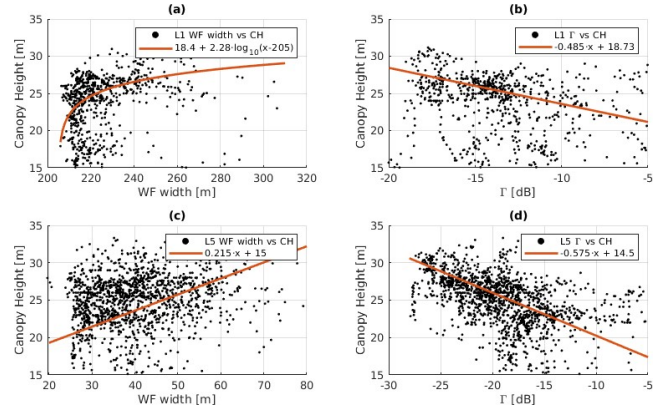 (a)
Canopy Height [m]
35
30
25
20
15
L1 WF width vs CH
18.4 + 2.28·log10(x-205)
200 220 240 260 280 300 320
WF width [m]
(b)
Canopy Height [m]
35
30
25
20
15
L1 Γ vs CH
-0.485·x + 18.73
-20 -15 -10 -5
Γ [dB]
(c)
Canopy Height [m]
35
30
25
20
15
L5 WF width vs CH
0.215·x + 15
20 30 40 50 60 70 80
WF width [m]
(d)
Canopy Height [m]
35
30
25
20
15
L5 Γ vs CH
-0.575·x + 14.5
-30 -25 -20 -15 -10 -5
Γ [dB]